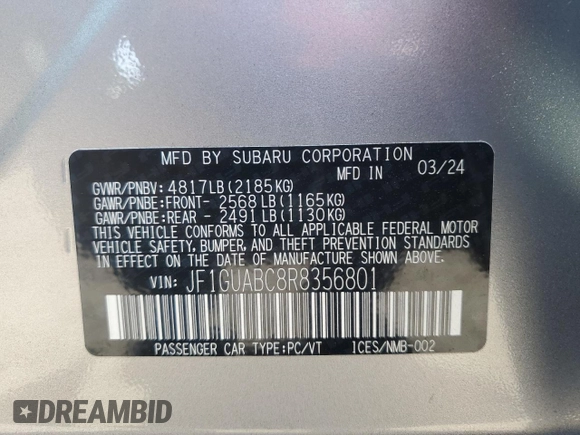 MFD BY SUBARU CORPORATION
MFD IN 03/24
GVWR/PNBV: 4817LB(2185KG)
GAWR/PNBE:FRONT- 2568 LB(1165KG)
GAWR/PNBE:REAR - 2491 LB(1130KG)
THIS VEHICLE CONFORMS TO ALL APPLICABLE FEDERAL MOTOR
VEHICLE SAFETY, BUMPER, AND THEFT PREVENTION STANDARDS
IN EFFECT ON THE DATE OF MANUFACTURE SHOWN ABOVE.
VIN: JF1GUABC8R8356801
PASSENGER CAR TYPE:PC/VT ICES/NMB-002
DREAMBID